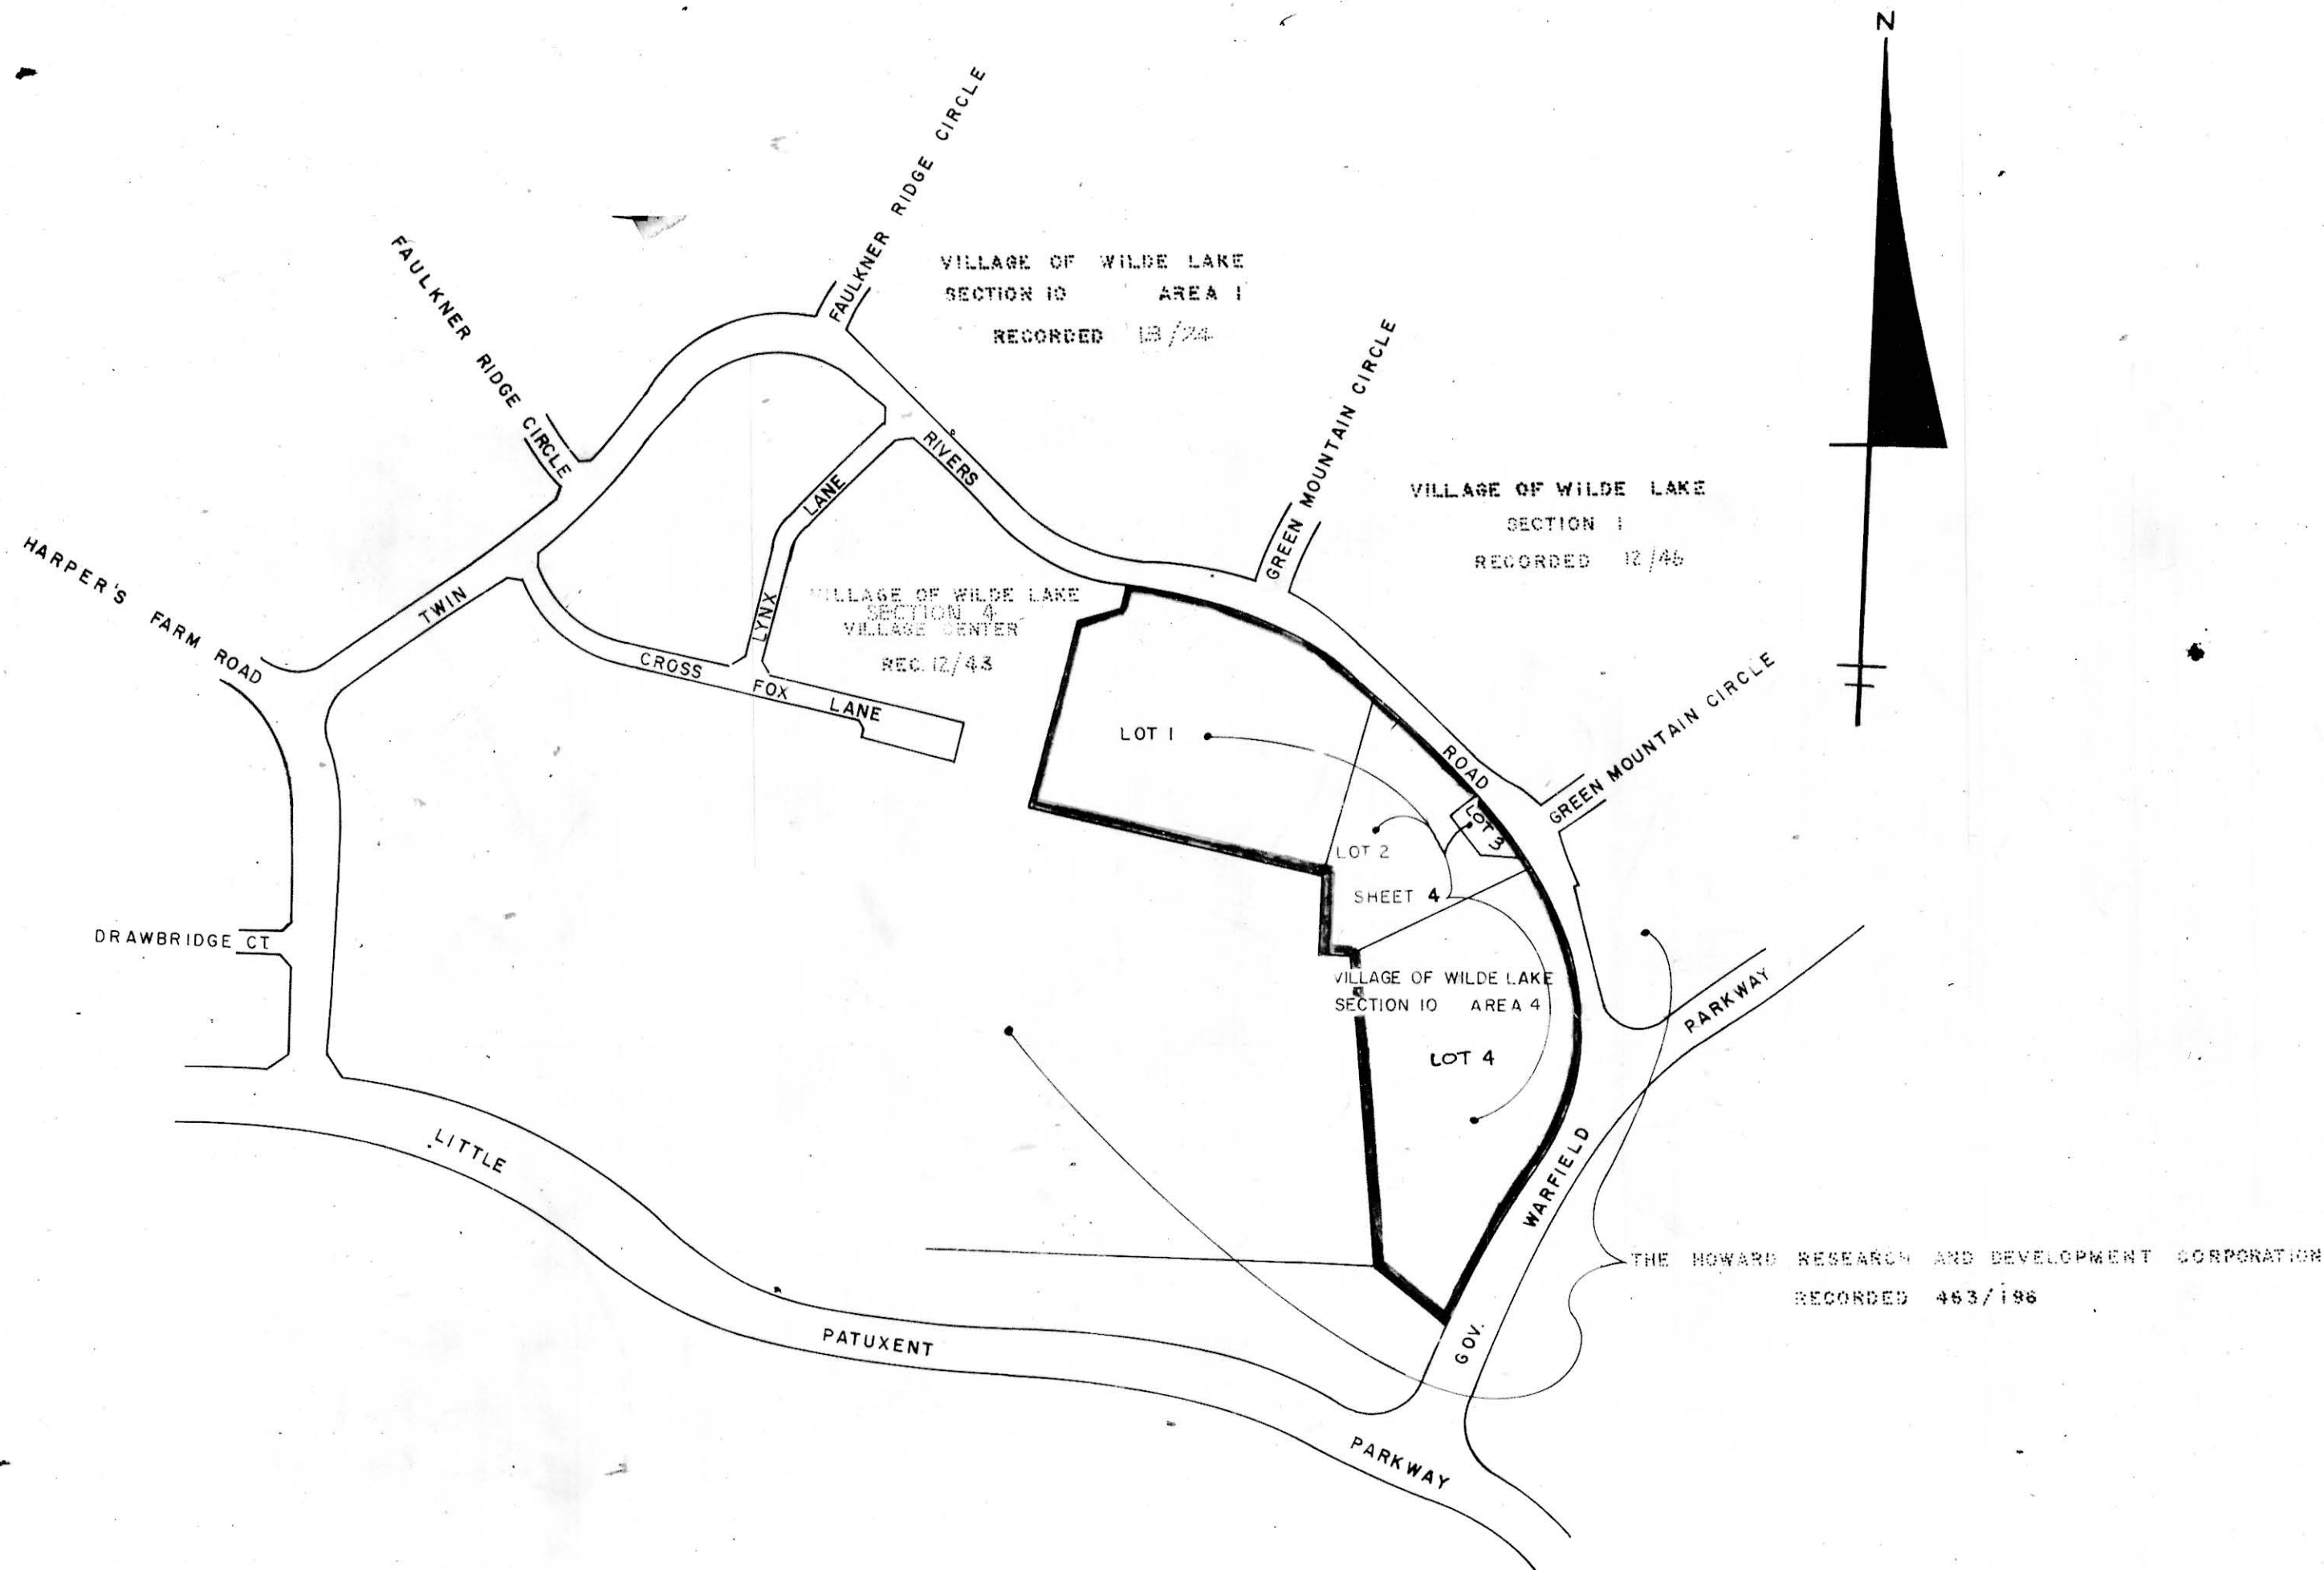 N
FAULKNER RIDGE CIRCLE
FAULKNER RIDGE CIRCLE
VILLAGE OF WILDE LAKE
SECTION 10 AREA 1
RECORDED
GREEN MOUNTAIN CIRCLE
VILLAGE OF WILDE LAKE
SECTION 1
RECORDED 12/46
HARPER'S FARM ROAD
TWIN RIVERS ROAD
LYNX LANE
VILLAGE OF WILDE LAKE
SECTION 4
VILLAGE CENTER
REC. 12/43
CROSS FOX LANE
GREEN MOUNTAIN CIRCLE
LOT 1
LOT 2
LOT 3
SHEET 4
DRAWBRIDGE CT.
VILLAGE OF WILDE LAKE
SECTION 10 AREA 4
LOT 4
GOV. WARFIELD PARKWAY
LITTLE PATUXENT PARKWAY
THE HOWARD RESEARCH AND DEVELOPMENT CORPORATION
RECORDED 463/196